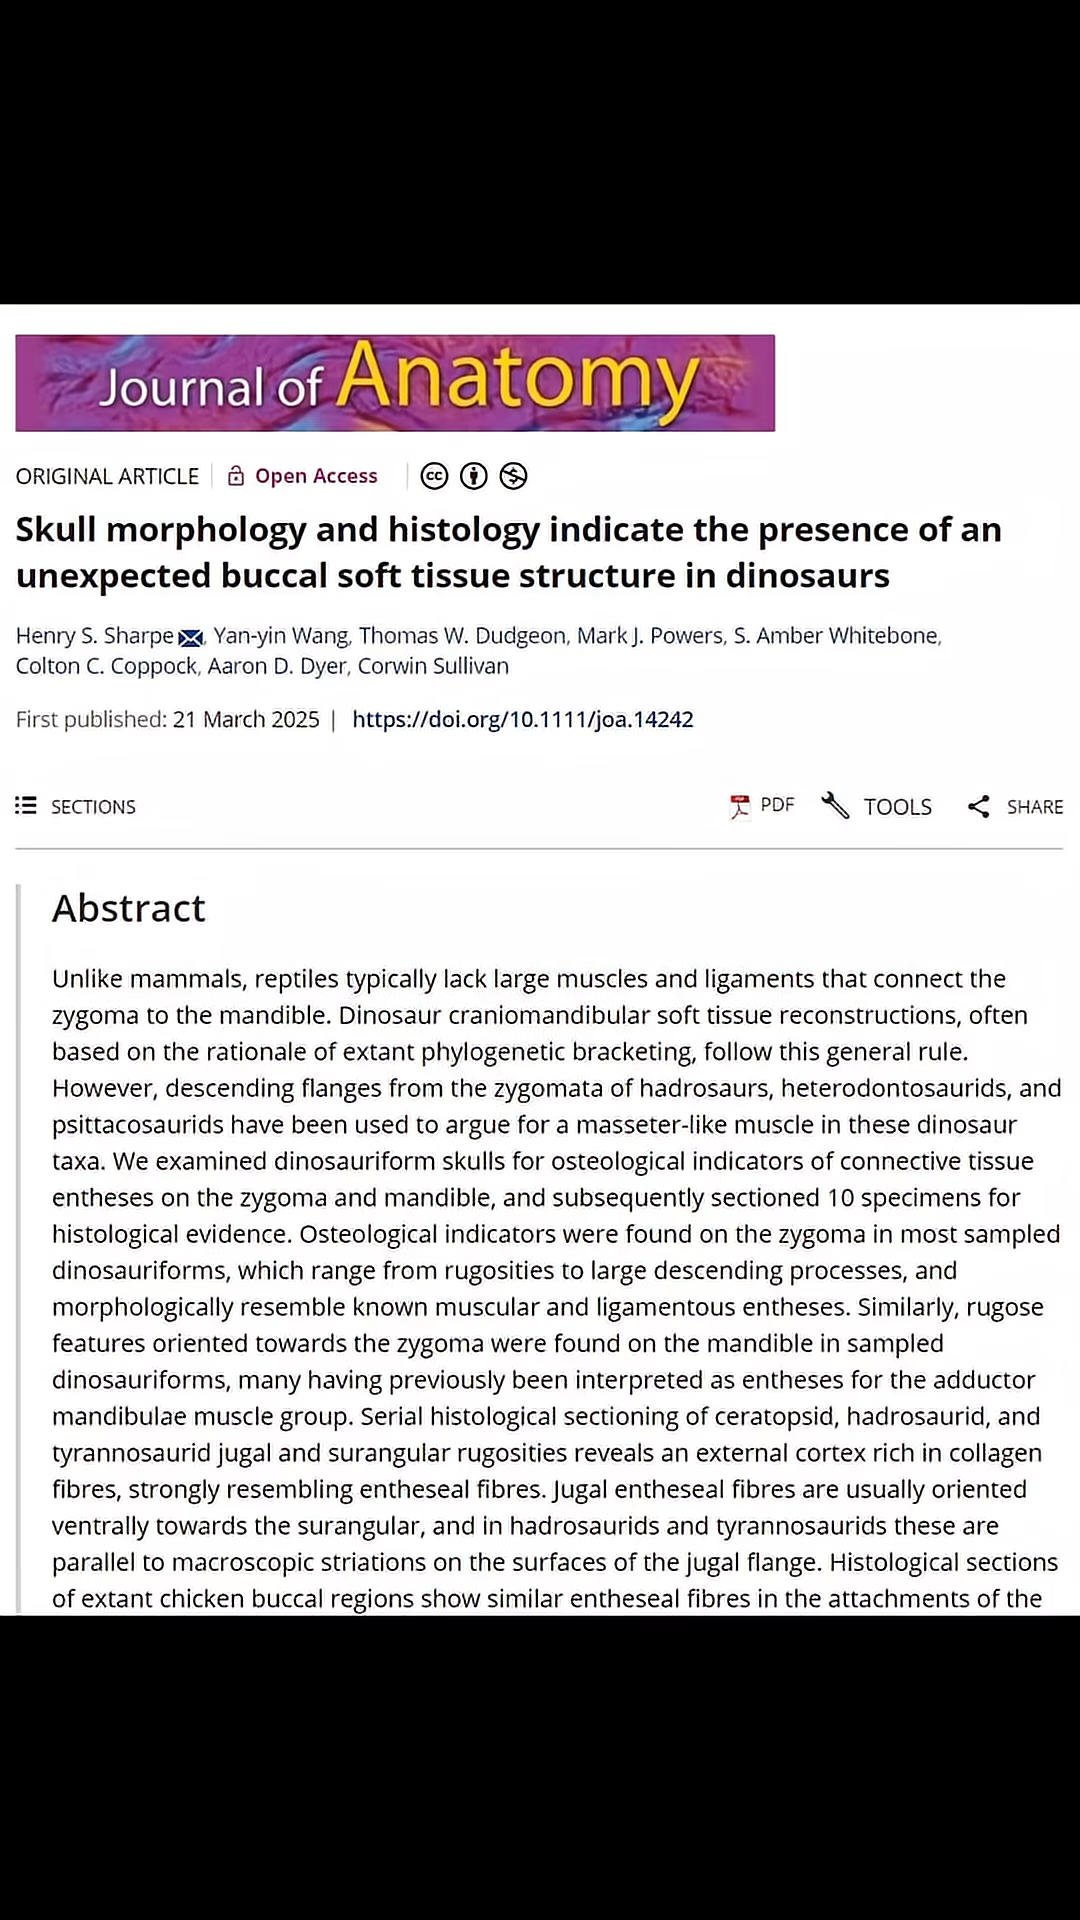 Journal of Anatomy
ORIGINAL ARTICLE Open Access
Skull morphology and histology indicate the presence of an
unexpected buccal soft tissue structure in dinosaurs
Henry S. Sharpe, Yan-yin Wang, Thomas W. Dudgeon, Mark J. Powers, S. Amber Whitebone,
Colton C. Coppock, Aaron D. Dyer, Corwin Sullivan
First published: 21 March 2025 | https://doi.org/10.1111/joa.14242
SECTIONS PDF TOOLS SHARE
Abstract
Unlike mammals, reptiles typically lack large muscles and ligaments that connect the
zygoma to the mandible. Dinosaur craniomandibular soft tissue reconstructions, often
based on the rationale of extant phylogenetic bracketing, follow this general rule.
However, descending flanges from the zygomata of hadrosaurs, heterodontosaurids, and
psittacosaurids have been used to argue for a masseter-like muscle in these dinosaur
taxa. We examined dinosauriform skulls for osteological indicators of connective tissue
entheses on the zygoma and mandible, and subsequently sectioned 10 specimens for
histological evidence. Osteological indicators were found on the zygoma in most sampled
dinosauriforms, which range from rugosities to large descending processes, and
morphologically resemble known muscular and ligamentous entheses. Similarly, rugose
features oriented towards the zygoma were found on the mandible in sampled
dinosauriforms, many having previously been interpreted as entheses for the adductor
mandibulae muscle group. Serial histological sectioning of ceratopsid, hadrosaurid, and
tyrannosaurid jugal and surangular rugosities reveals an external cortex rich in collagen
fibres, strongly resembling entheseal fibres. Jugal entheseal fibres are usually oriented
ventrally towards the surangular, and in hadrosaurids and tyrannosaurids these are
parallel to macroscopic striations on the surfaces of the jugal flange. Histological sections
of extant chicken buccal regions show similar entheseal fibres in the attachments of the